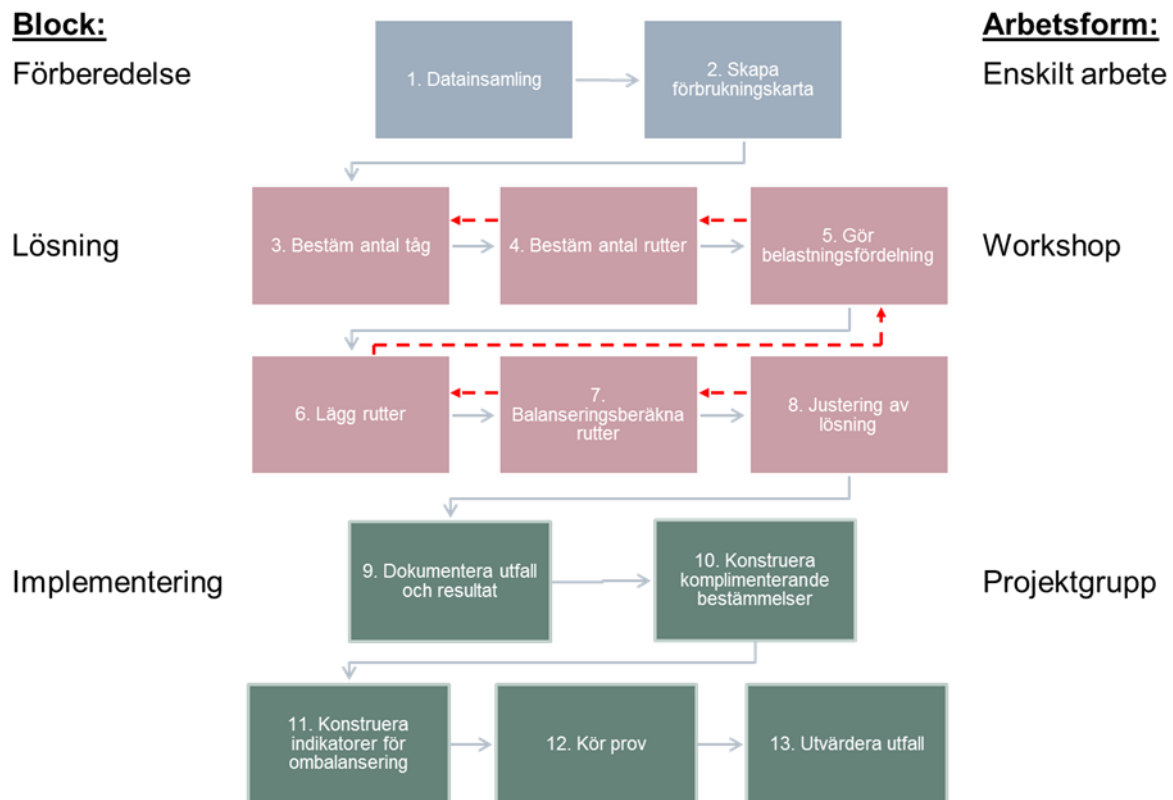 Block:
Arbetsform:
Förberedelse
1. Datainsamling
2. Skapa
förbrukningskarta
Enskilt arbete
Lösning
3. Bestäm antal tåg
4. Bestäm antal rutter
5. Gör
belastningsfördelning
Workshop
6. Lägg rutter
7.
Balanseringsberäkna
rutter
8. Justering av
lösning
Implementering
9. Dokumentera utfall
och resultat
10. Konstruera
komplimenterande
bestämmelser
Projektgrupp
11. Konstruera
indikatorer för
ombalansering
12. Kör prov
13. Utvärdera utfall